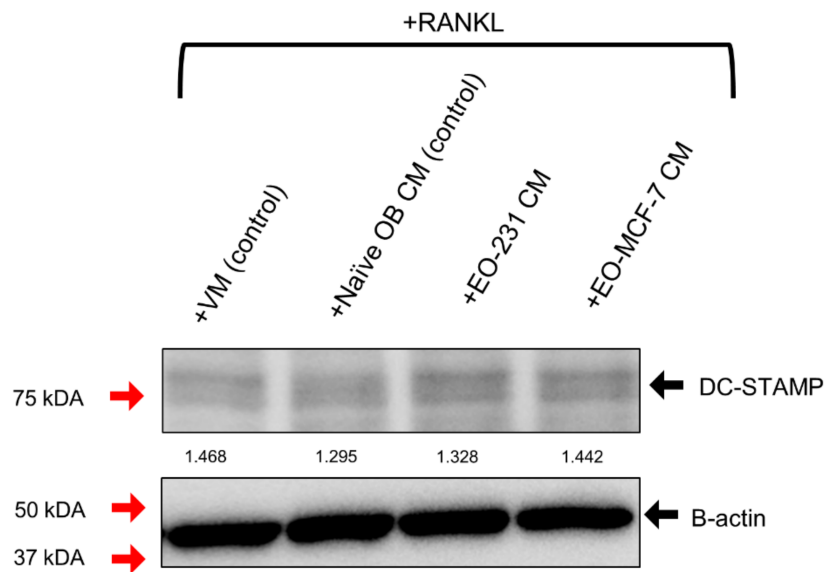 +RANKL
+VM (control)
+Naïve OB CM (control)
+EO-231 CM
+EO-MCF-7 CM
75 kDA
DC-STAMP
1.468 1.295 1.328 1.442
50 kDA
B-actin
37 kDA